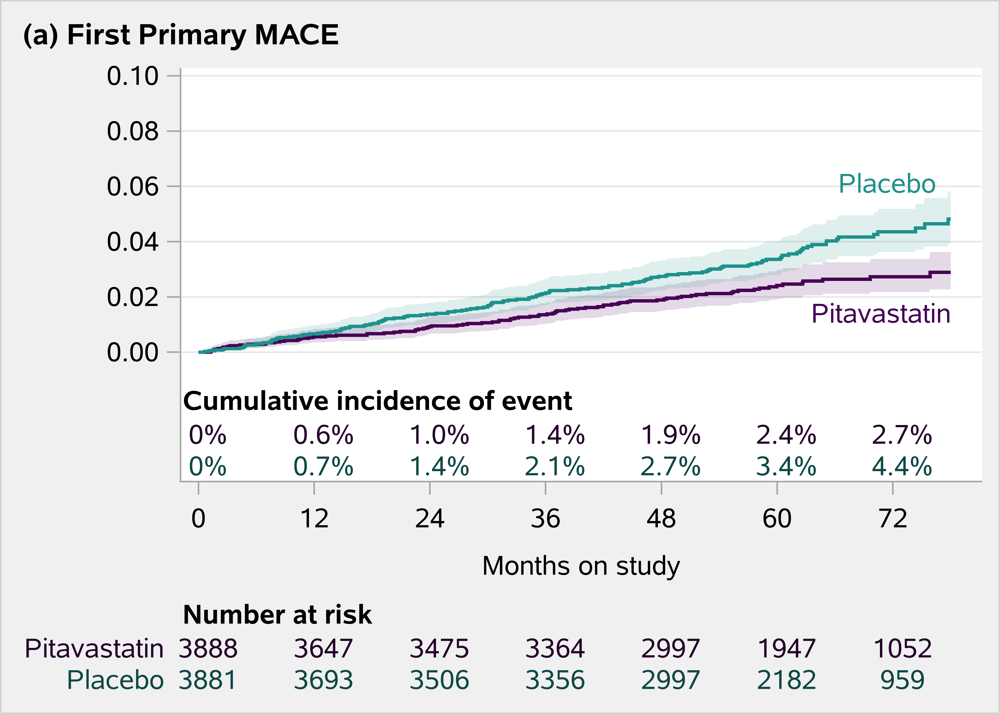 (a) First Primary MACE
0.10
0.08
0.06
Placebo
0.04
0.02
Pitavastatin
0.00
Cumulative incidence of event
0% 0.6% 1.0% 1.4% 1.9% 2.4% 2.7%
0% 0.7% 1.4% 2.1% 2.7% 3.4% 4.4%
0 12 24 36 48 60 72
Months on study
Number at risk
Pitavastatin 3888 3647 3475 3364 2997 1947 1052
Placebo 3881 3693 3506 3356 2997 2182 959